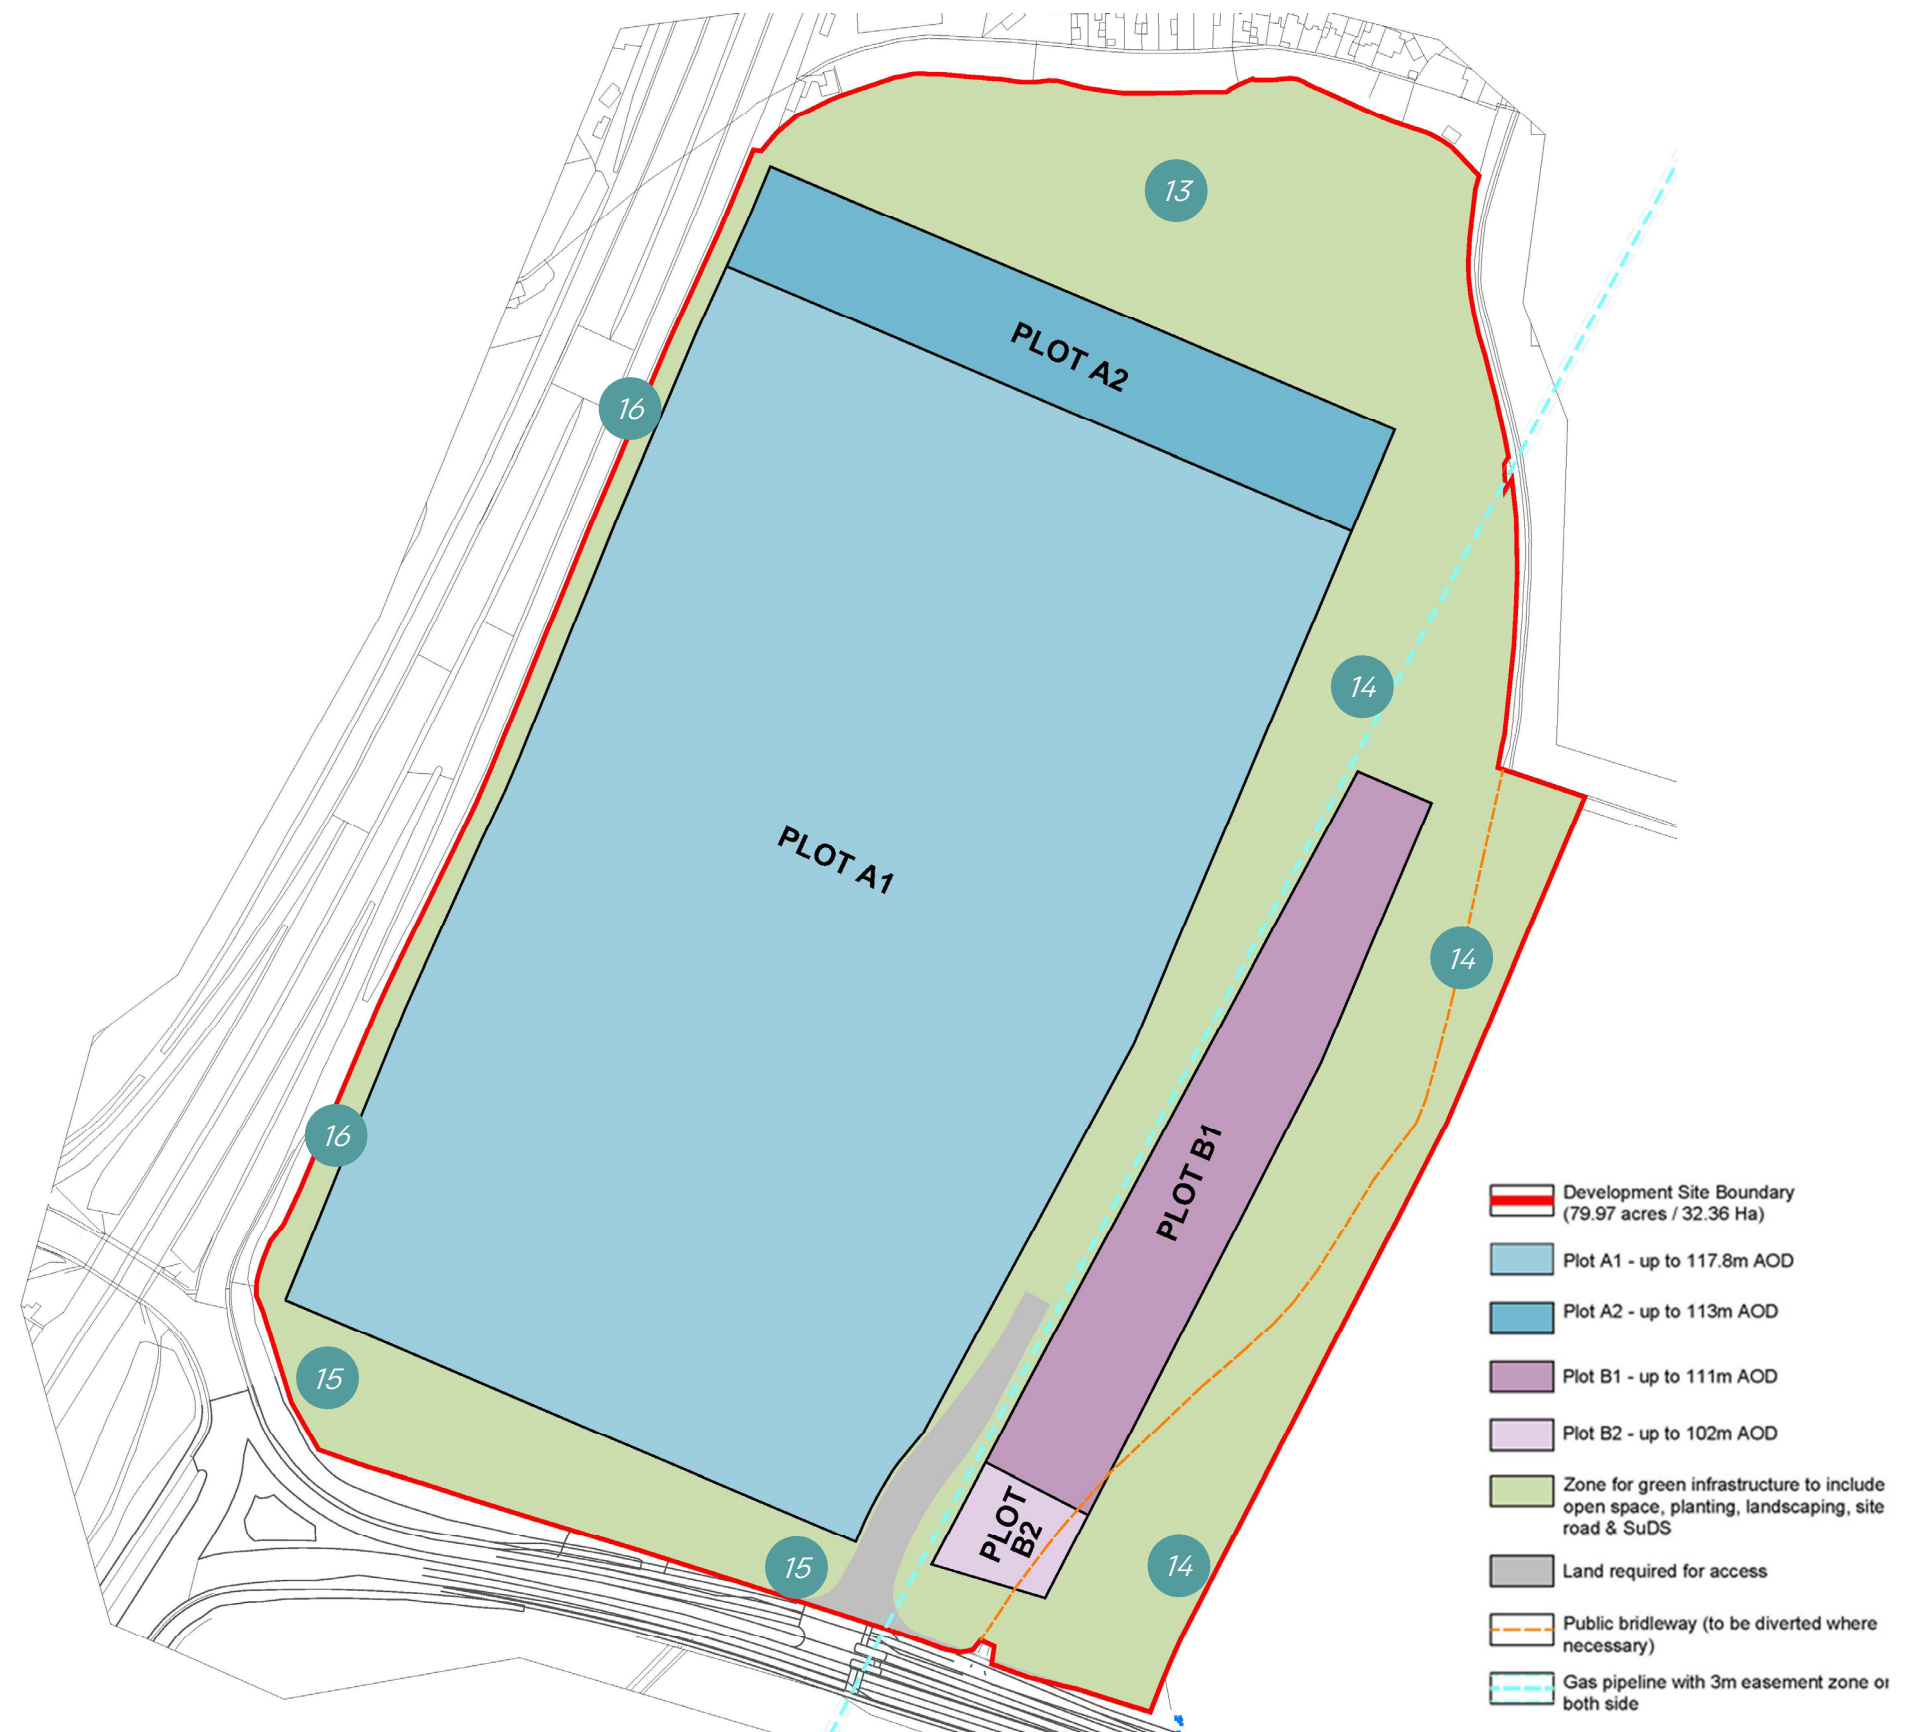 13
PLOT A2
16
14
PLOT A1
14
PLOT B1
16
15
PLOT
B2
15
14
Development Site Boundary
(79.97 acres / 32.36 Ha)
Plot A1 - up to 117.8m AOD
Plot A2 - up to 113m AOD
Plot B1 - up to 111m AOD
Plot B2 - up to 102m AOD
Zone for green infrastructure to include
open space, planting, landscaping, site
road & SuDS
Land required for access
Public bridleway (to be diverted where
necessary)
Gas pipeline with 3m easement zone or
both side